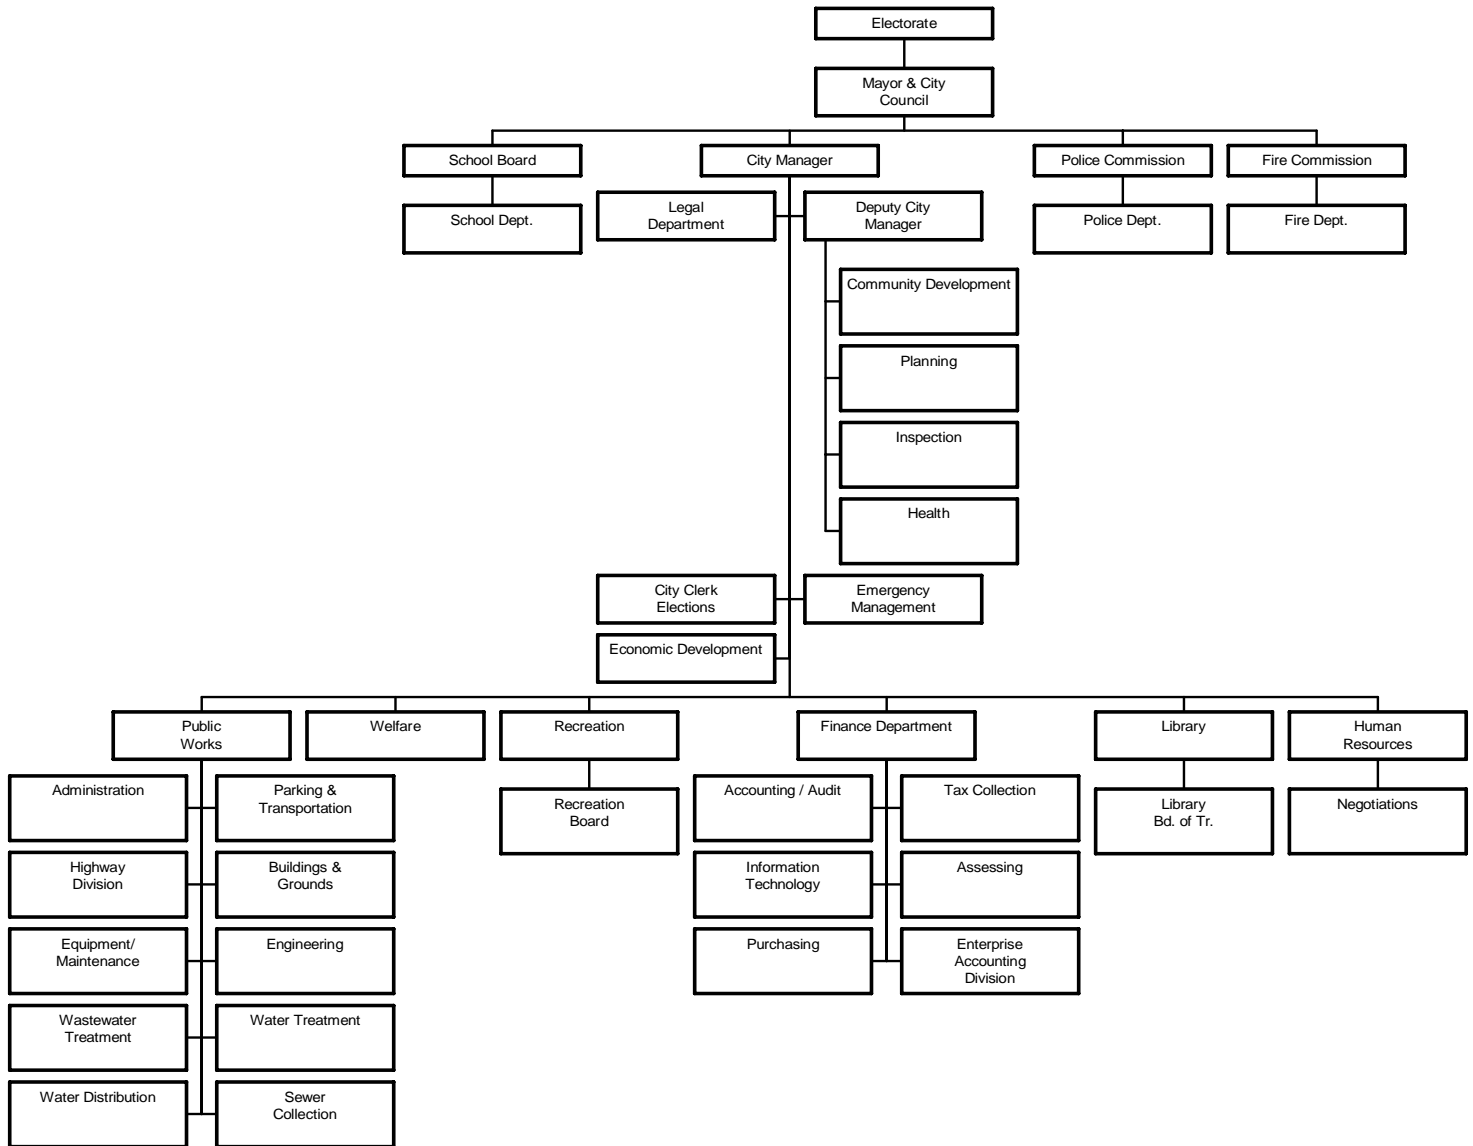 Electorate
Mayor & City
Council
School Board
City Manager
Police Commission
Fire Commission
School Dept.
Legal
Department
Deputy City
Manager
Police Dept.
Fire Dept.
Community Development
Planning
Inspection
Health
City Clerk
Elections
Emergency
Management
Economic Development
Public
Works
Welfare
Recreation
Finance Department
Library
Human
Resources
Administration
Parking &
Transportation
Recreation
Board
Accounting / Audit
Tax Collection
Library
Bd. of Tr.
Negotiations
Highway
Division
Buildings &
Grounds
Information
Technology
Assessing
Equipment/
Maintenance
Engineering
Purchasing
Enterprise
Accounting
Division
Wastewater
Treatment
Water Treatment
Water Distribution
Sewer
Collection